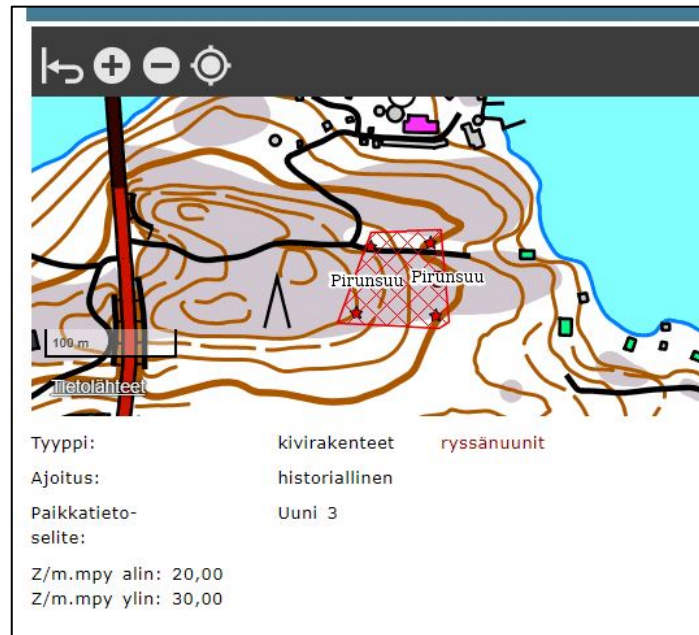 Pirunsuu Pirunsuu
100 m
Tietolähteet
Tyyppi: kivirakenteet ryssänuunit
Ajoitus: historiallinen
Paikkatieto- Uuni 3
selite:
Z/m.mpy alin: 20,00
Z/m.mpy ylin: 30,00